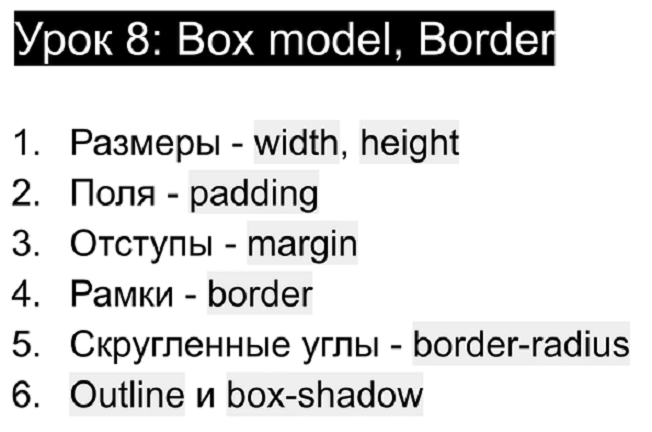 Урок 8: Box model, Border
1. Размеры - width, height
2. Поля - padding
3. Отступы - margin
4. Рамки - border
5. Скругленные углы - border-radius
6. Outline и box-shadow